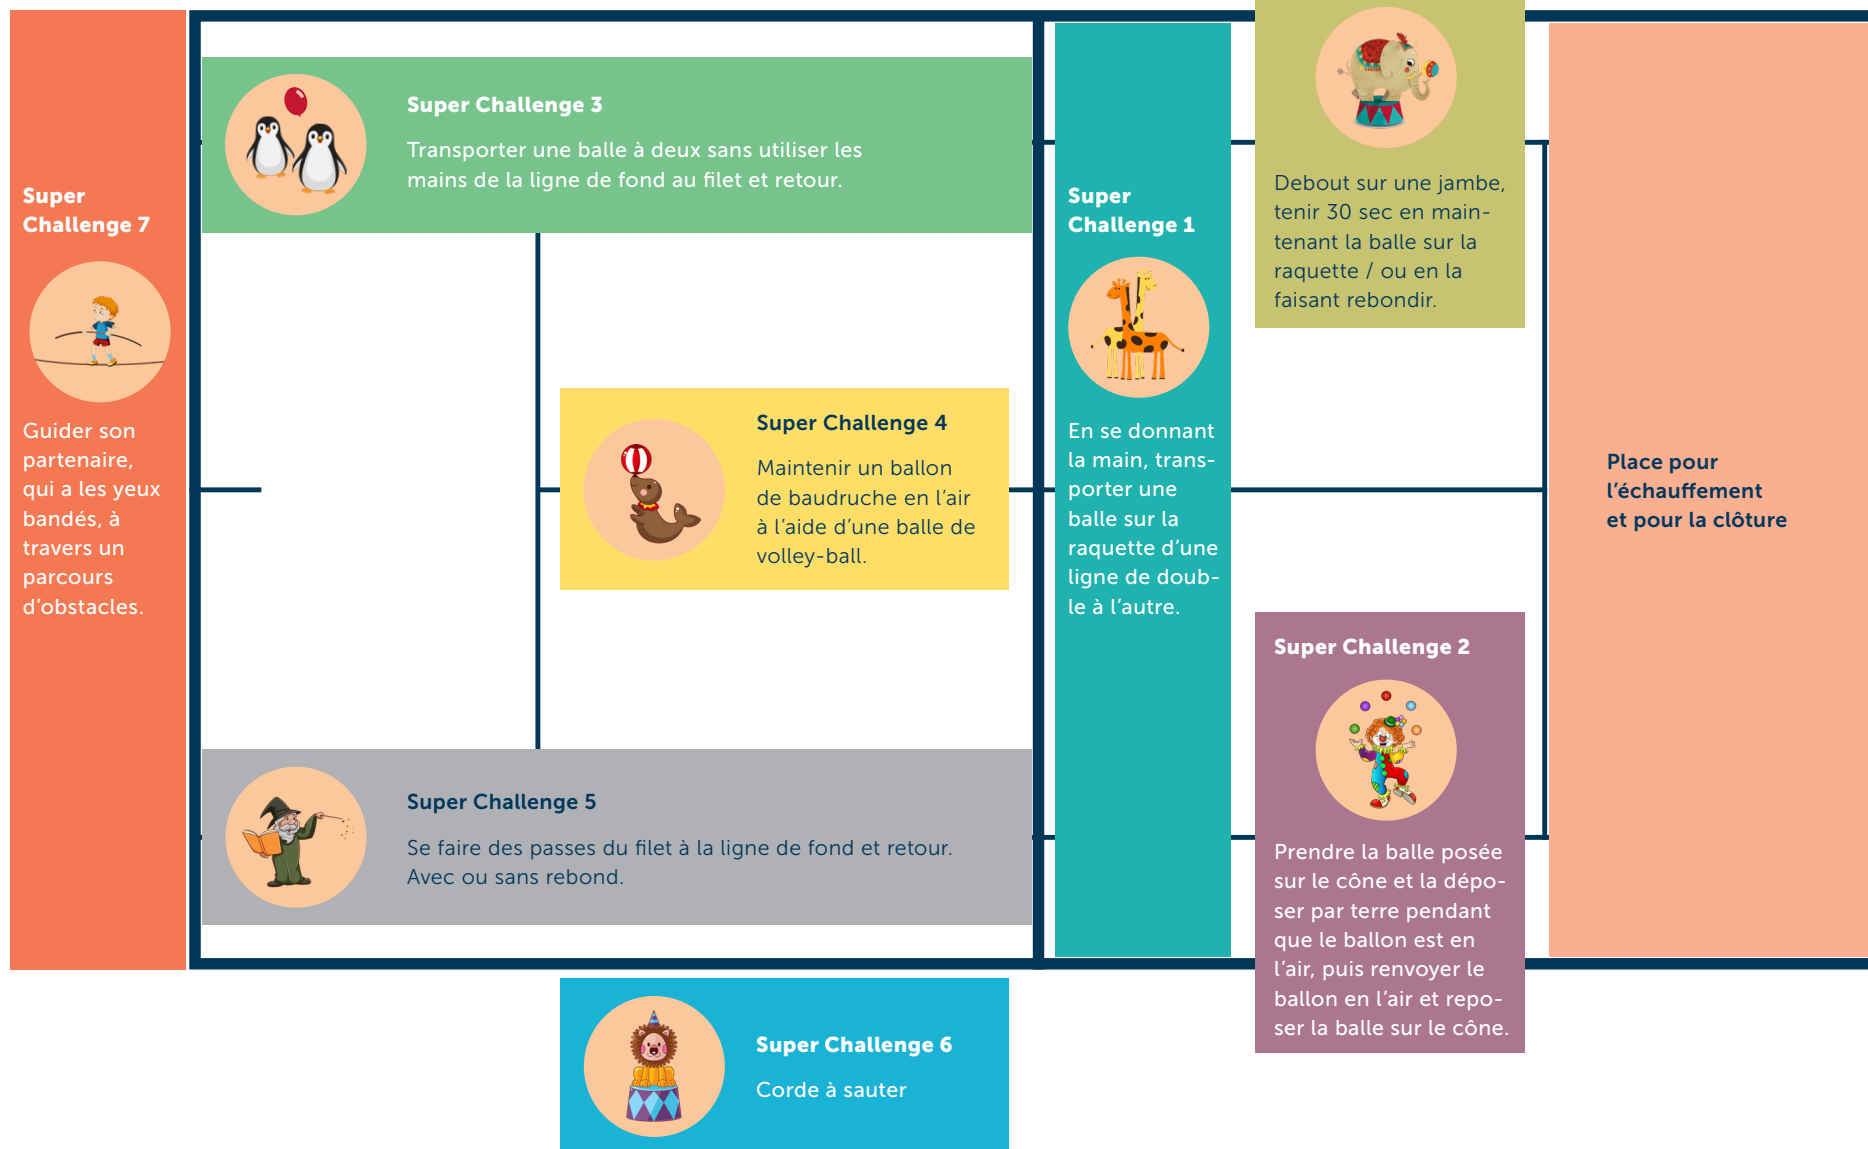 Super
Challenge 7
Guider son
partenaire,
qui a les yeux
bandés, à
travers un
parcours
d'obstacles.
Super Challenge 3
Transporter une balle à deux sans utiliser les
mains de la ligne de fond au filet et retour.
Super Challenge 4
Maintenir un ballon
de baudruche en l'air
à l'aide d'une balle de
volley-ball.
Super Challenge 5
Se faire des passes du filet à la ligne de fond et retour.
Avec ou sans rebond.
Super Challenge 6
Corde à sauter
Super
Challenge 1
En se donnant
la main, trans-
porter une
balle sur la
raquette d'une
ligne de doub-
le à l'autre.
Debout sur une jambe,
tenir 30 sec en main-
tenant la balle sur la
raquette / ou en la
faisant rebondir.
Super Challenge 2
Prendre la balle posée
sur le cône et la dépo-
ser par terre pendant
que le ballon est en
l'air, puis renvoyer le
ballon en l'air et repo-
ser la balle sur le cône.
Place pour
l'échauffement
et pour la clôture